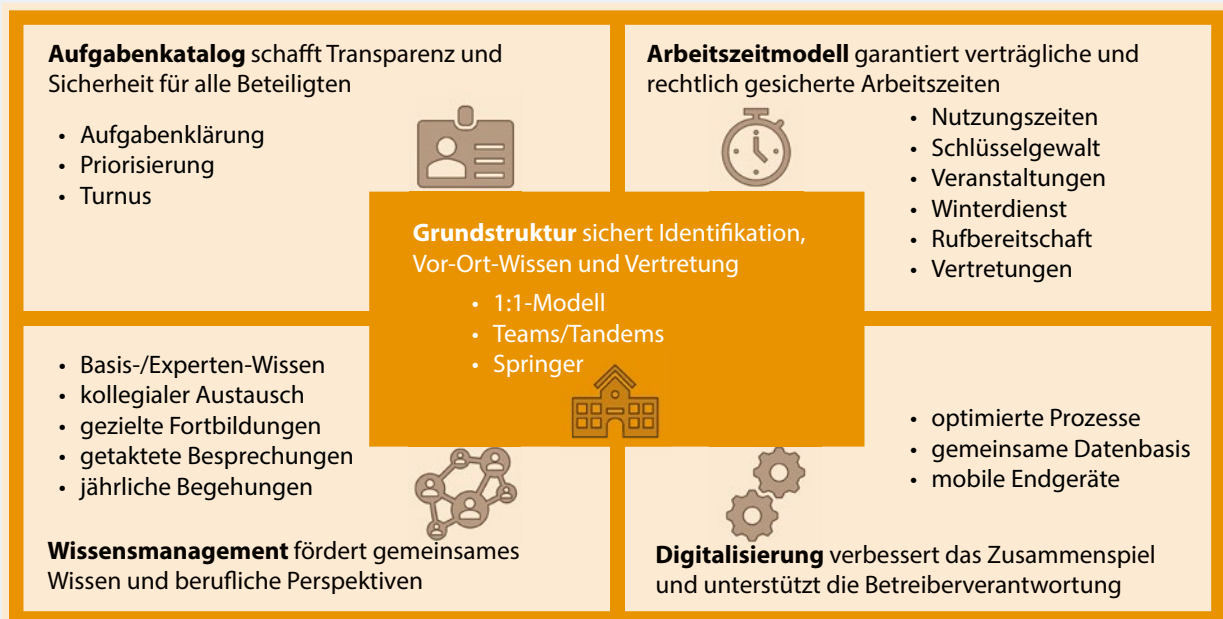 Aufgabenkatalog schafft Transparenz und
Sicherheit für alle Beteiligten
• Aufgabenklärung
• Priorisierung
• Turnus
Arbeitszeitmodell garantiert verträgliche und
rechtlich gesicherte Arbeitszeiten
• Nutzungszeiten
• Schlüsselgewalt
• Veranstaltungen
• Winterdienst
• Rufbereitschaft
• Vertretungen
Grundstruktur sichert Identifikation,
Vor-Ort-Wissen und Vertretung
• 1:1-Modell
• Teams/Tandems
• Springer
• Basis-/Experten-Wissen
• kollegialer Austausch
• gezielte Fortbildungen
• getaktete Besprechungen
• jährliche Begehungen
Wissensmanagement fördert gemeinsames
Wissen und berufliche Perspektiven
• optimierte Prozesse
• gemeinsame Datenbasis
• mobile Endgeräte
Digitalisierung verbessert das Zusammenspiel
und unterstützt die Betreiberverantwortung